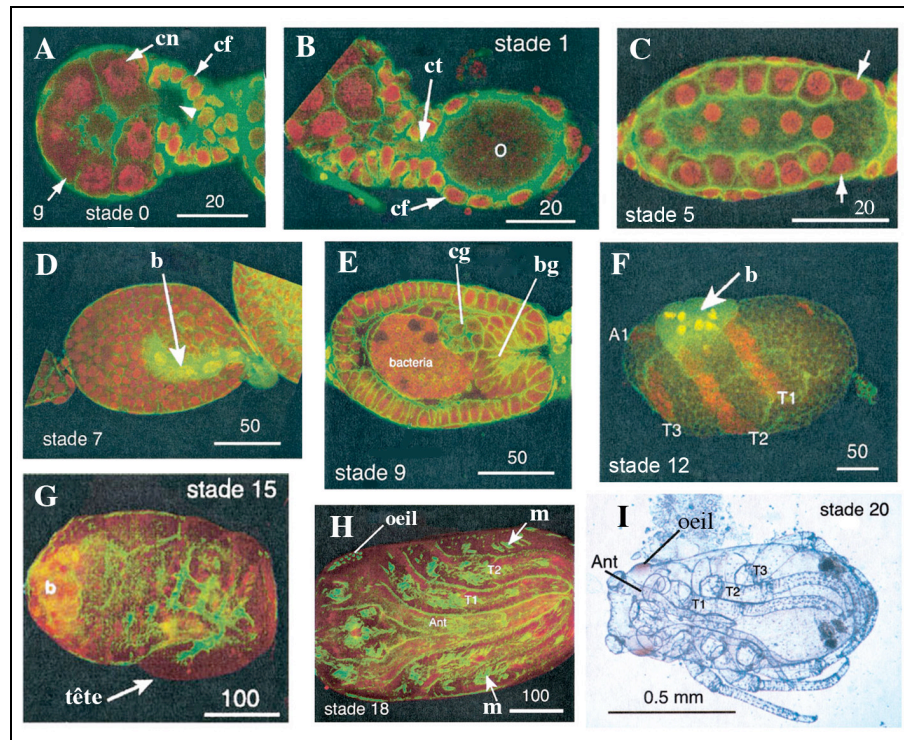 A
cn
cf
g
stade 0
20
B
stade 1
ct
O
cf
20
C
stade 5
20
D
b
stade 7
50
E
cg
bg
bacteria
stade 9
50
F
b
A1
T1
T2
T3
stade 12
50
G
stade 15
b
tête
100
H
oeil
m
T2
T1
Ant
m
stade 18
100
I
stade 20
oeil
Ant
T3
T2
T1
0.5 mm